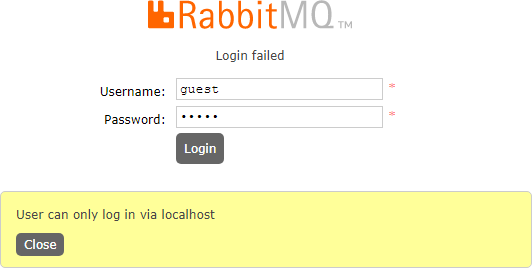 RabbitMQ™
Login failed
Username: guest *
Password: ••••• *
Login
User can only log in via localhost
Close